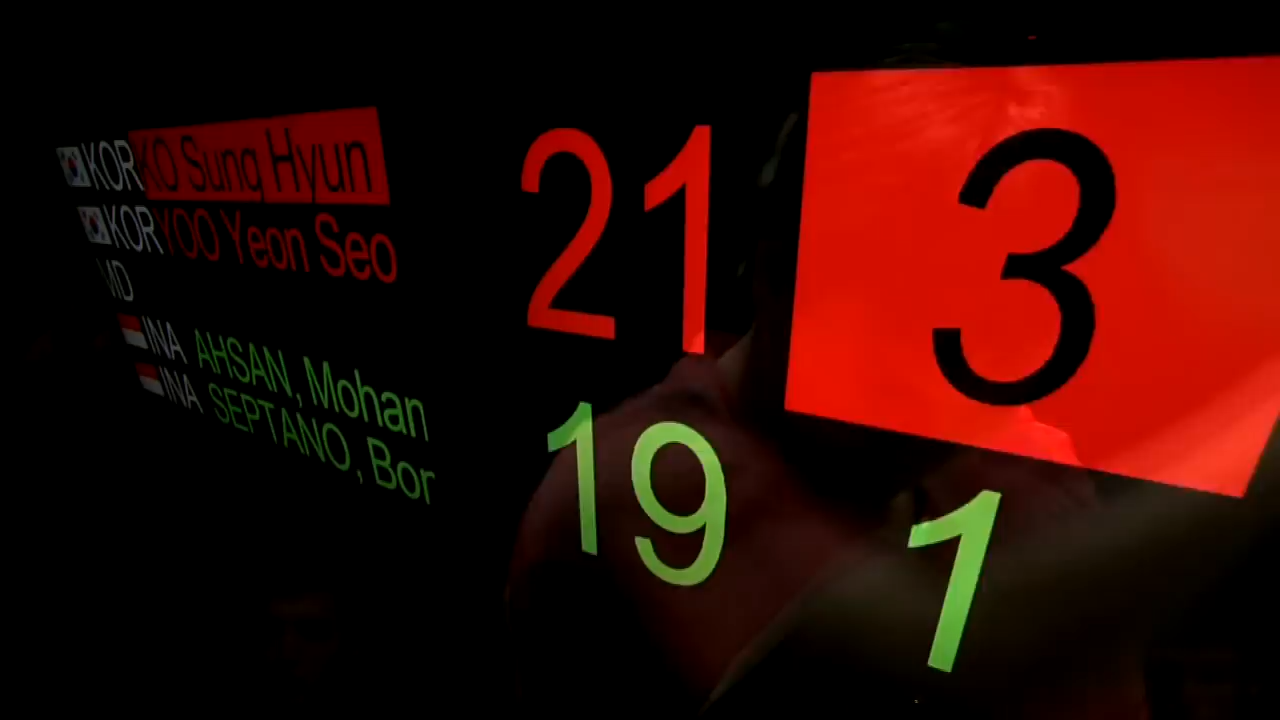 KOR KO Sung Hyun 21 3
KOR YOO Yeon Seo
MD
INA AHSAN, Mohan 19 1
INA SEPTANO, Bor